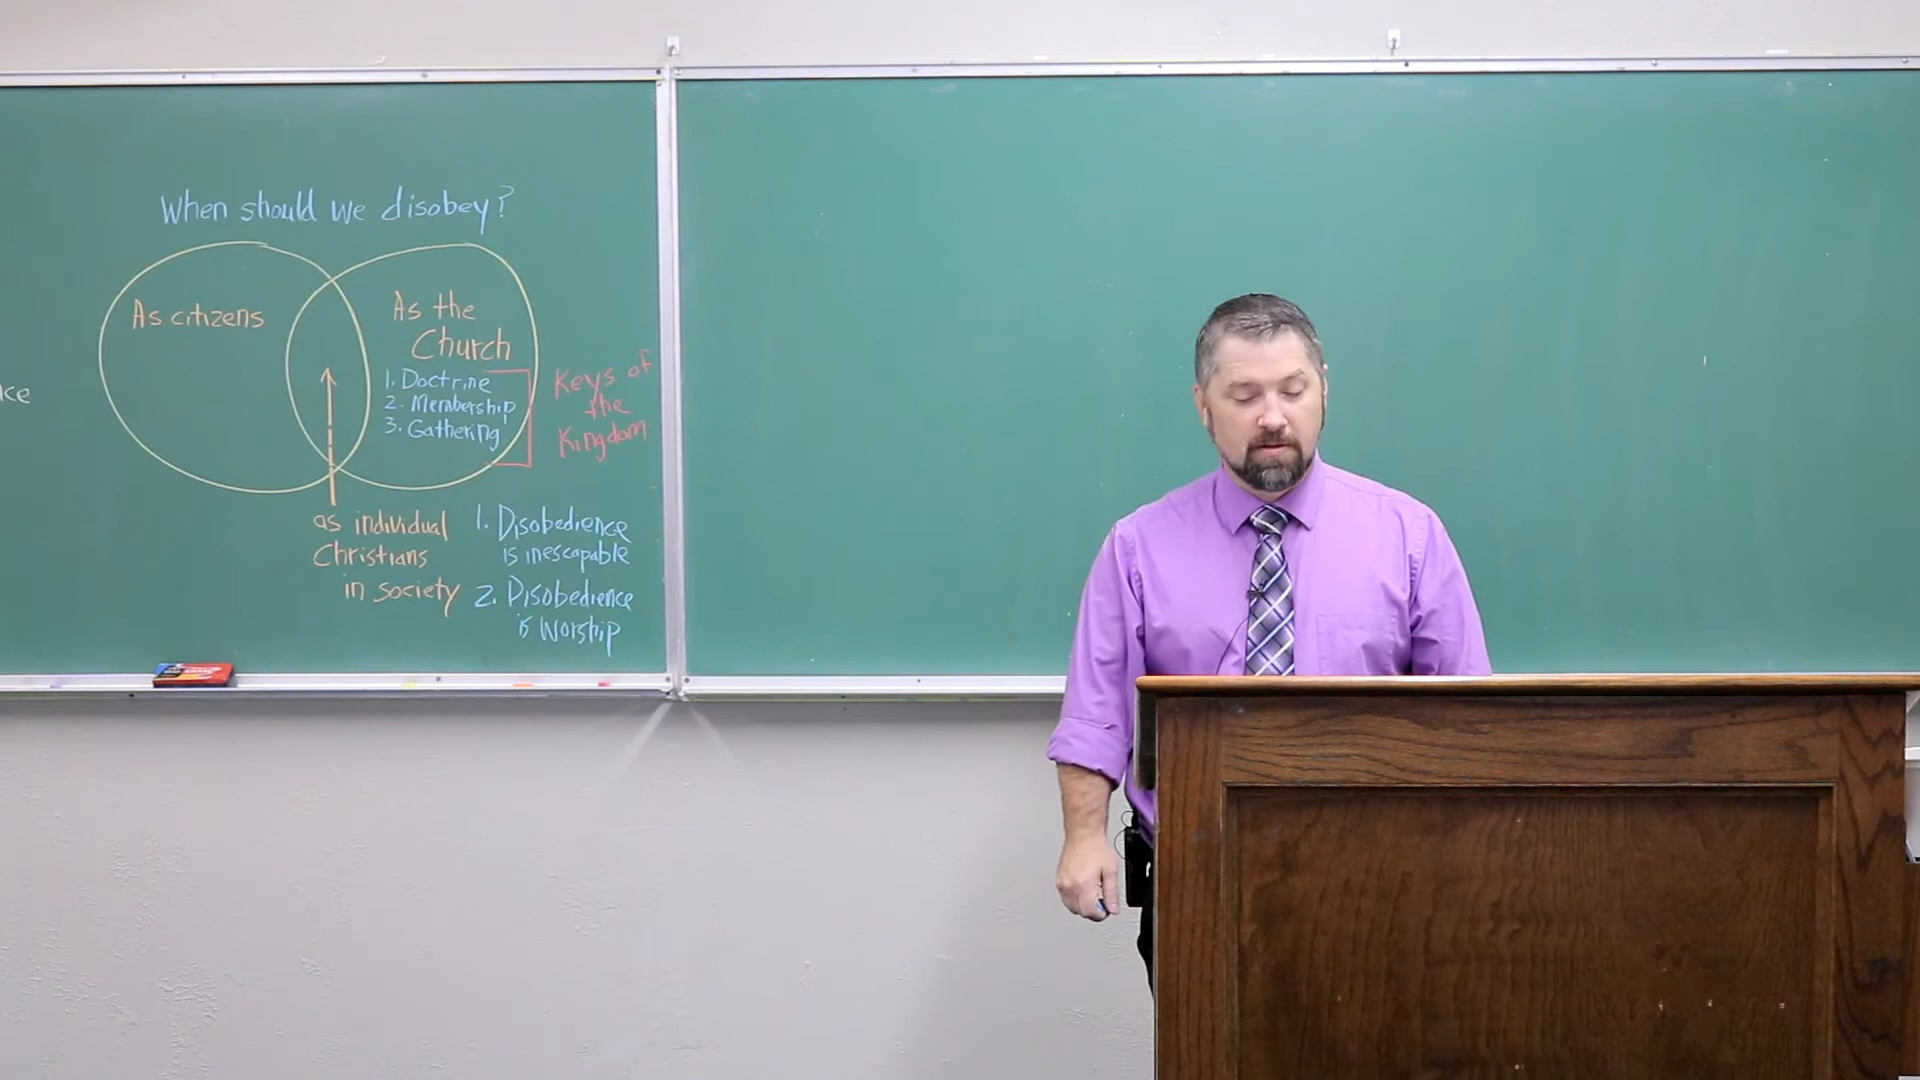 When should we disobey?
As citizens
As the
Church
1. Doctrine
2. Membership
3. Gathering
Keys of
the
Kingdom
as individual
Christians
in society
1. Disobedience
is inescapable
2. Disobedience
is worship